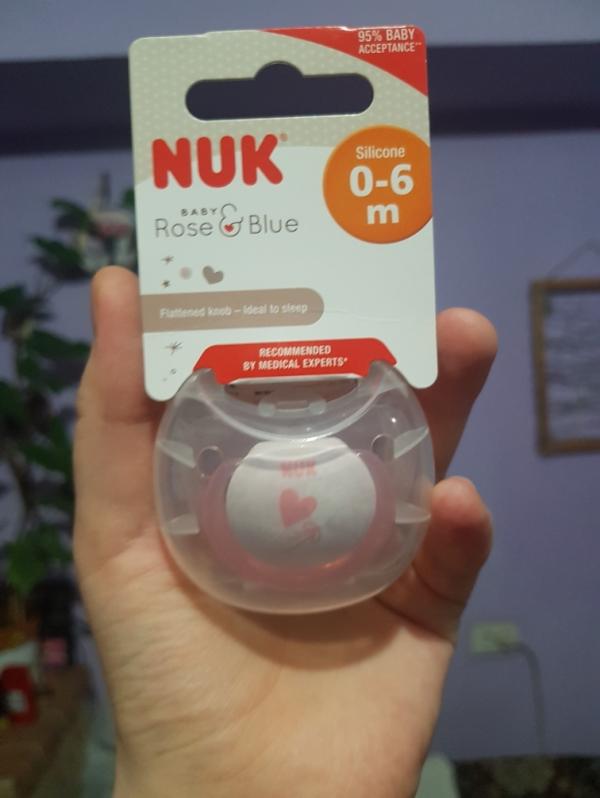 95% BABY
ACCEPTANCE**
NUK®
Silicone
0-6
m
BABY
Rose & Blue
Flattened knob – Ideal to sleep
RECOMMENDED
BY MEDICAL EXPERTS*
NUK